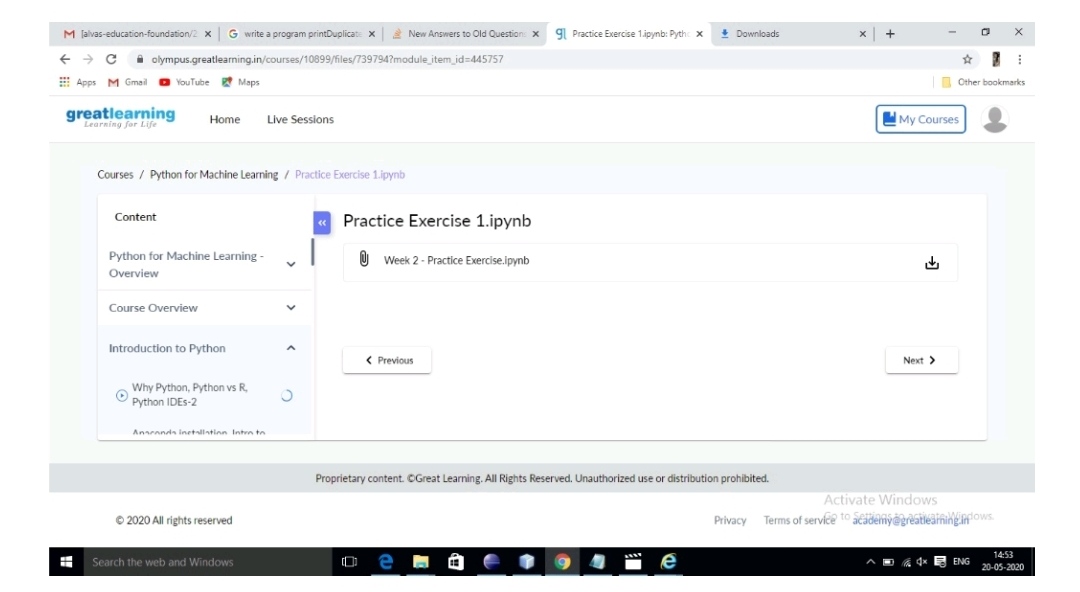 [alvas-education-foundation/2
write a program printDuplicate
New Answers to Old Question
Practice Exercise 1.ipynb: Pytho
Downloads
olympus.greatlearning.in/courses/10899/files/739794?module_item_id=445757
Apps Gmail YouTube Maps Other bookmarks
greatlearning
Learning for Life
Home Live Sessions My Courses
Courses / Python for Machine Learning / Practice Exercise 1.ipynb
Content
Python for Machine Learning -
Overview
Course Overview
Introduction to Python
Why Python, Python vs R,
Python IDEs-2
Anaconda installation, Intro to
Practice Exercise 1.ipynb
Week 2 - Practice Exercise.ipynb
Previous Next
Proprietary content. ©Great Learning. All Rights Reserved. Unauthorized use or distribution prohibited.
Activate Windows
Go to Settings to activate Windows.
© 2020 All rights reserved Privacy Terms of service academy@greatlearning.in
Search the web and Windows
ENG 14:53
20-05-2020